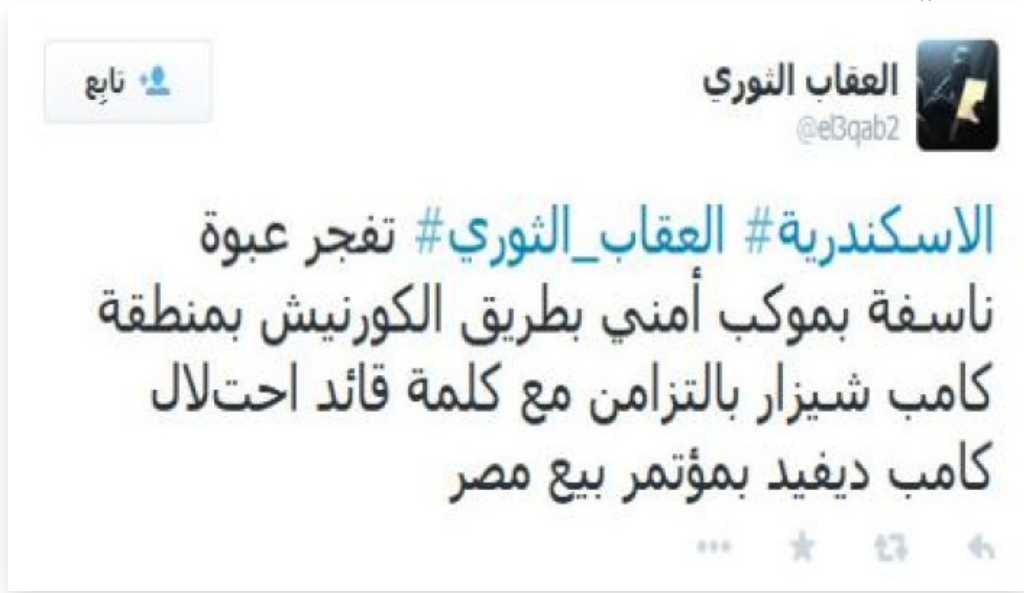 العقاب الثوري
@el3qab2
تابِع
الاسكندرية# العقاب_الثوري# تفجر عبوة
ناسفة بموكب أمني بطريق الكورنيش بمنطقة
كامب شيزار بالتزامن مع كلمة قائد احتلال
كامب ديفيد بمؤتمر بيع مصر